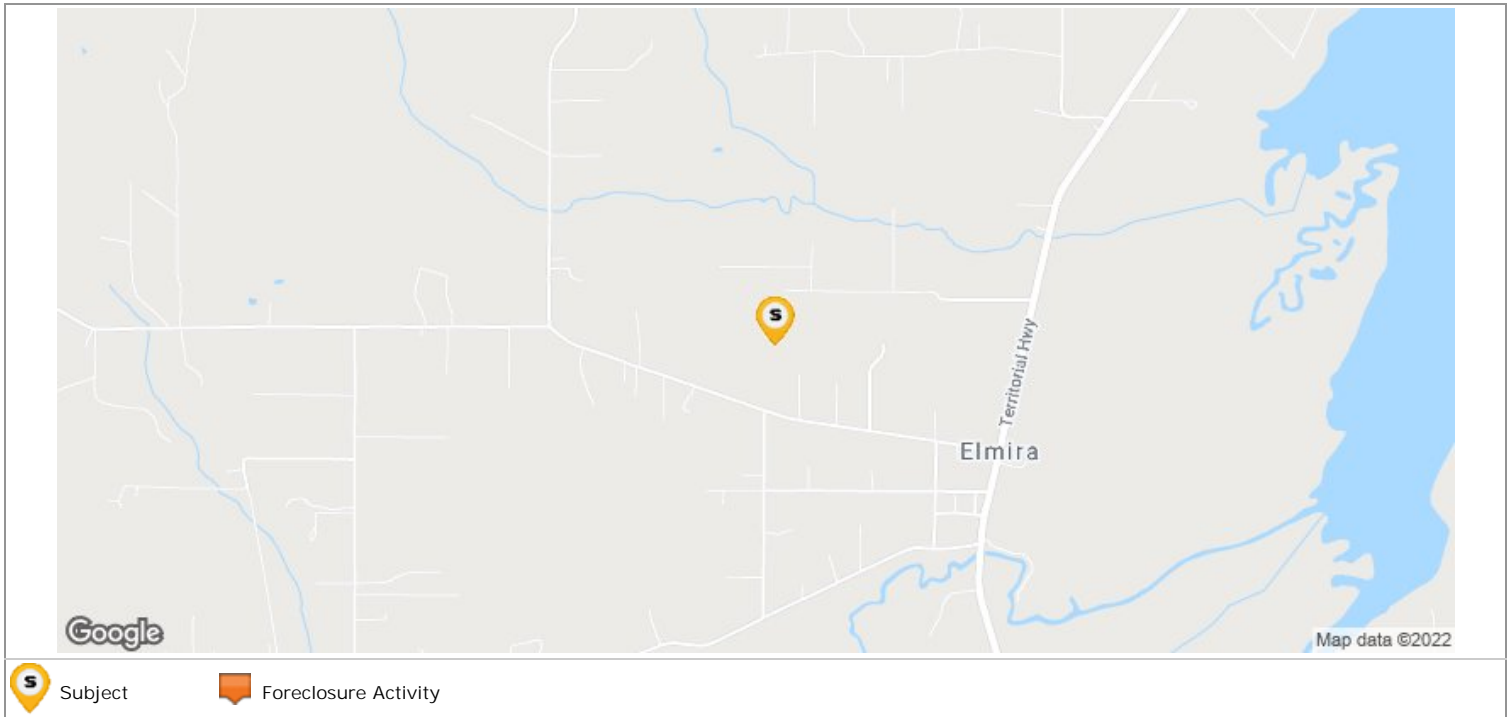 S
Territorial Hwy
Elmira
Google
Map data ©2022
S
Subject
Foreclosure Activity